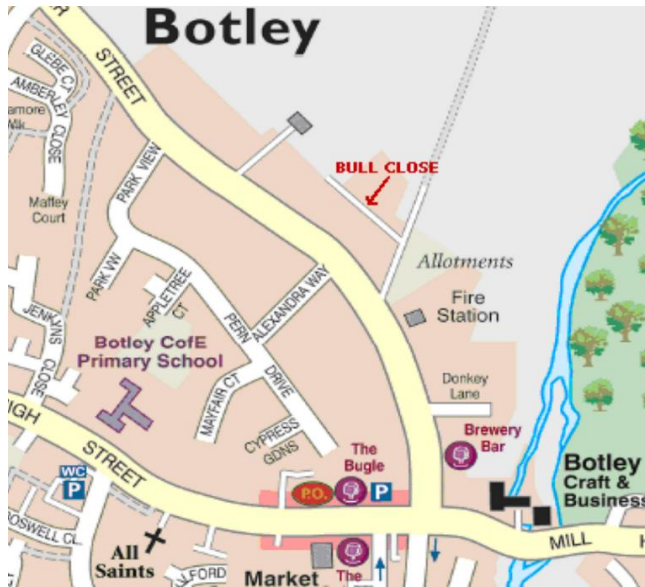 Botley
STREET
GLEBE CT
AMBERLEY CLOSE
Maffey
Court
PARK VIEW
BULL CLOSE
PARK VW
APPLETREE
CT
ALEXANDRA WAY
Allotments
Fire
Station
JENKYNS
CLOSE
Botley CofE
Primary School
PERN
DRIVE
MAYFAIR CT
CYPRESS
GDNS
Donkey
Lane
Brewery
Bar
The
Bugle
STREET
WC
P
P.O.
P
Botley
Craft &
Business
MILL
All
Saints
Market
The